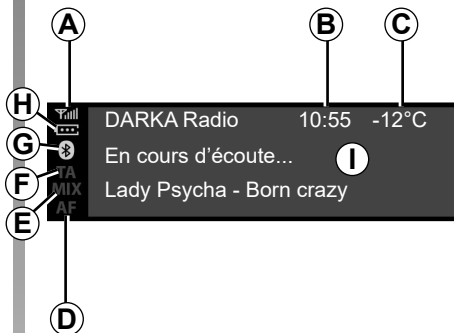 A B C
H DARKA Radio 10:55 -12°C
G En cours d’écoute... I
F TA
E MIX Lady Psycha - Born crazy
AF
D